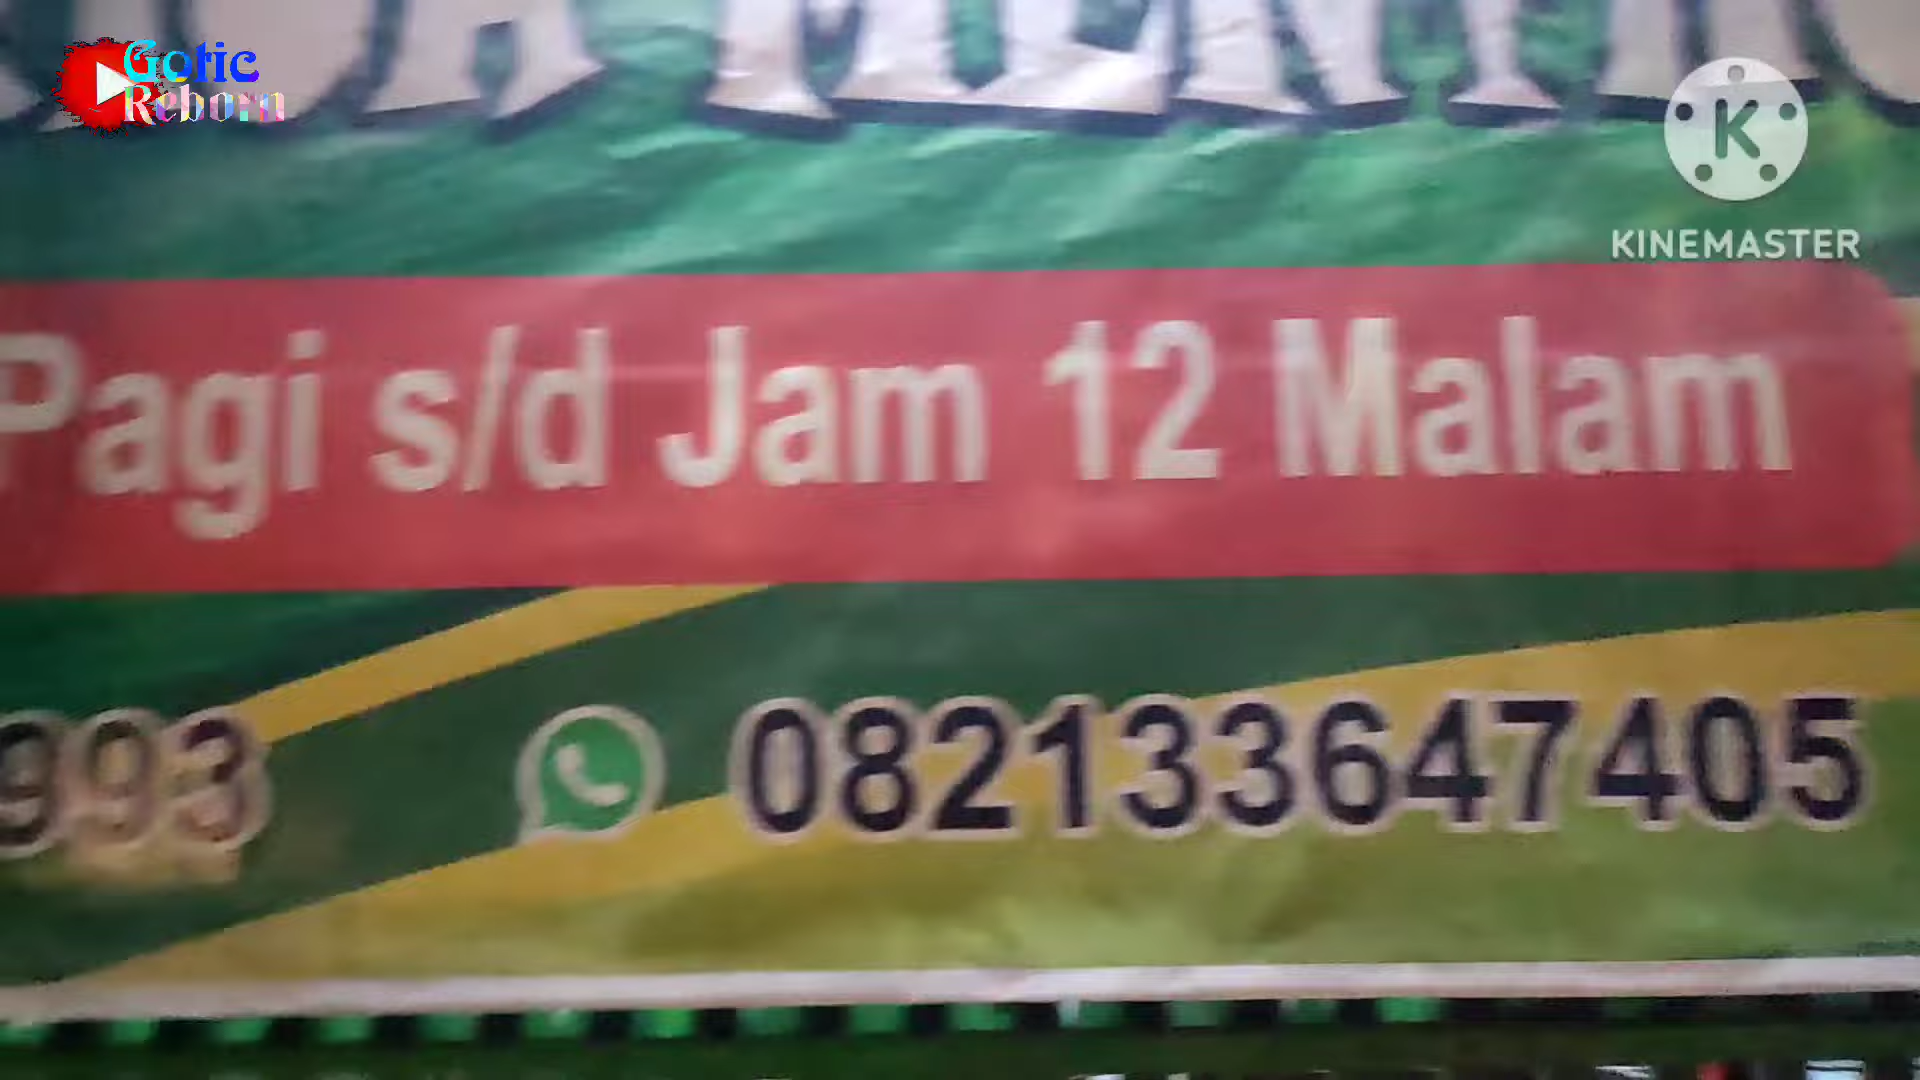 Gotic
Reborn
KINEMASTER
Pagi s/d Jam 12 Malam
993 082133647405